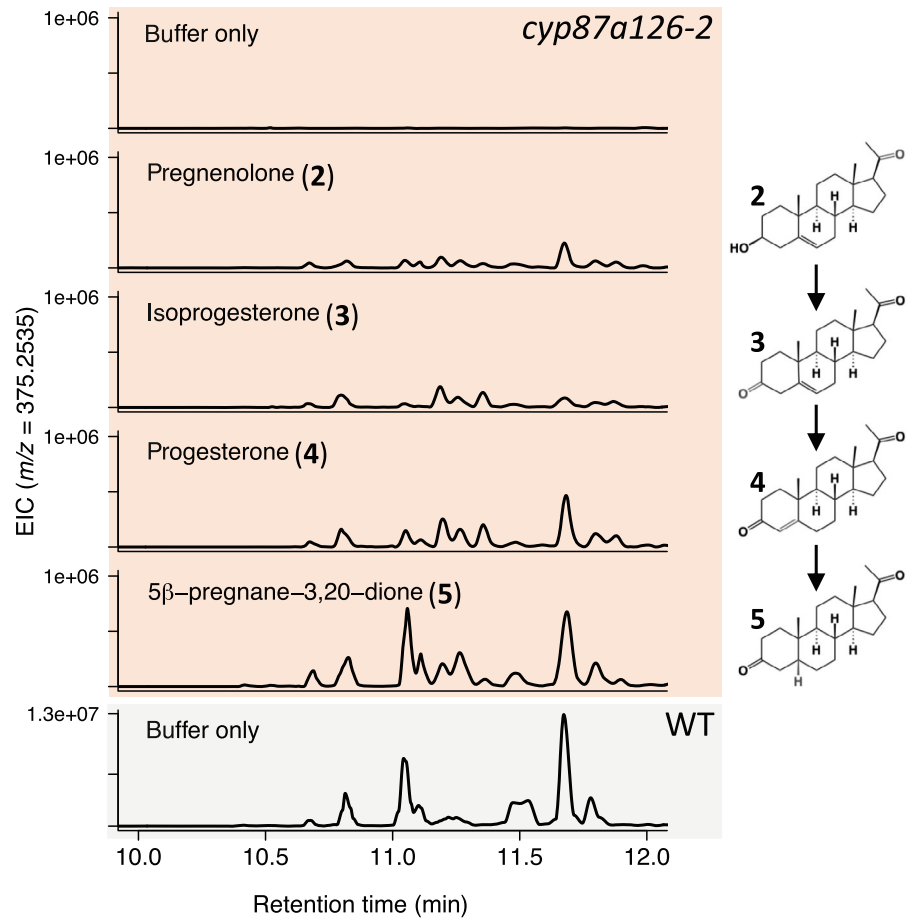 1e+06
Buffer only
cyp87a126-2
1e+06
Pregnenolone (2)
1e+06
Isoprogesterone (3)
1e+06
Progesterone (4)
1e+06
5β−pregnane−3,20−dione (5)
1.3e+07
Buffer only
WT
EIC (m/z = 375.2535)
10.0 10.5 11.0 11.5 12.0
Retention time (min)
2
O
H
H
H
HO
3
O
H
H
H
O
4
O
H
H
H
O
5
O
H
H
H
O
H